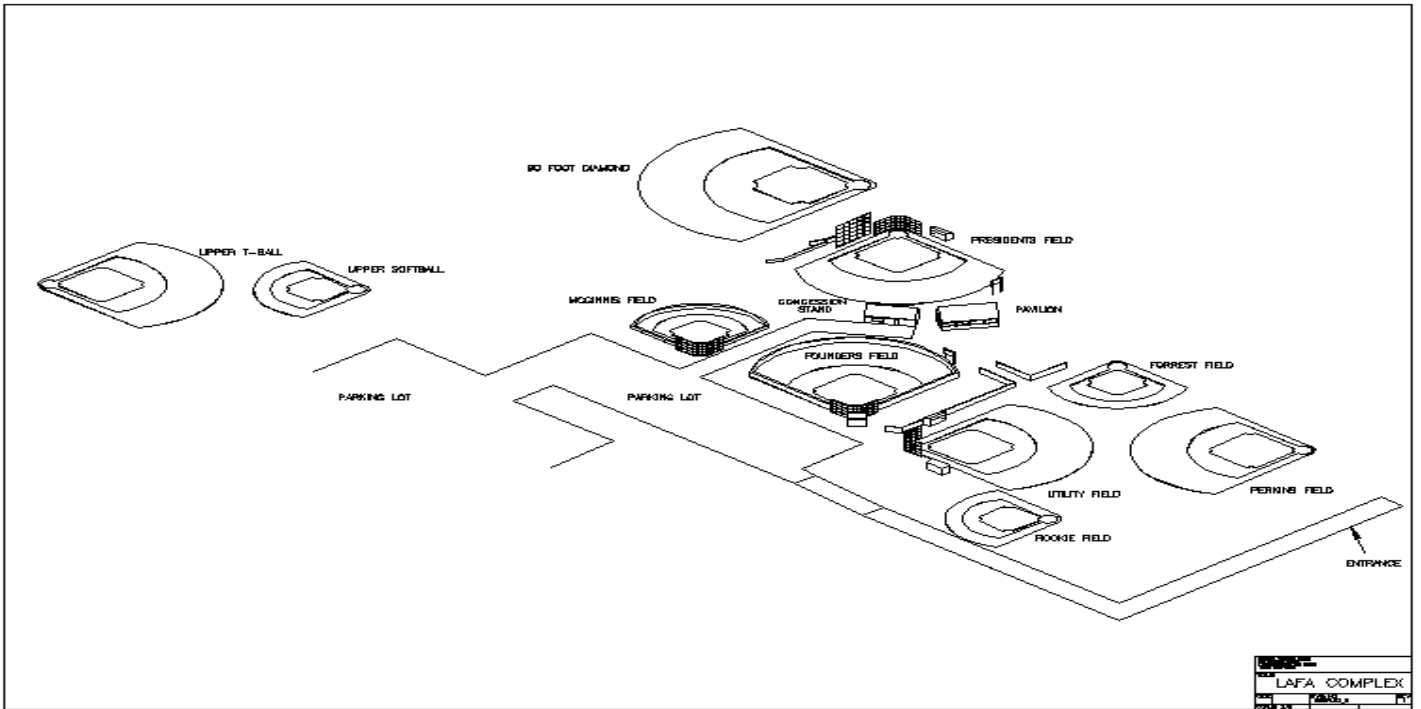 90 FOOT DIAMOND
PRESIDENTS FIELD
UPPER T-BALL
UPPER SOFTBALL
MCGINNIS FIELD
CONCESSION
STAND
PAVILION
FOUNDERS FIELD
FORREST FIELD
PARKING LOT
PARKING LOT
UTILITY FIELD
PERKINS FIELD
ROOKIE FIELD
ENTRANCE
LAFA COMPLEX